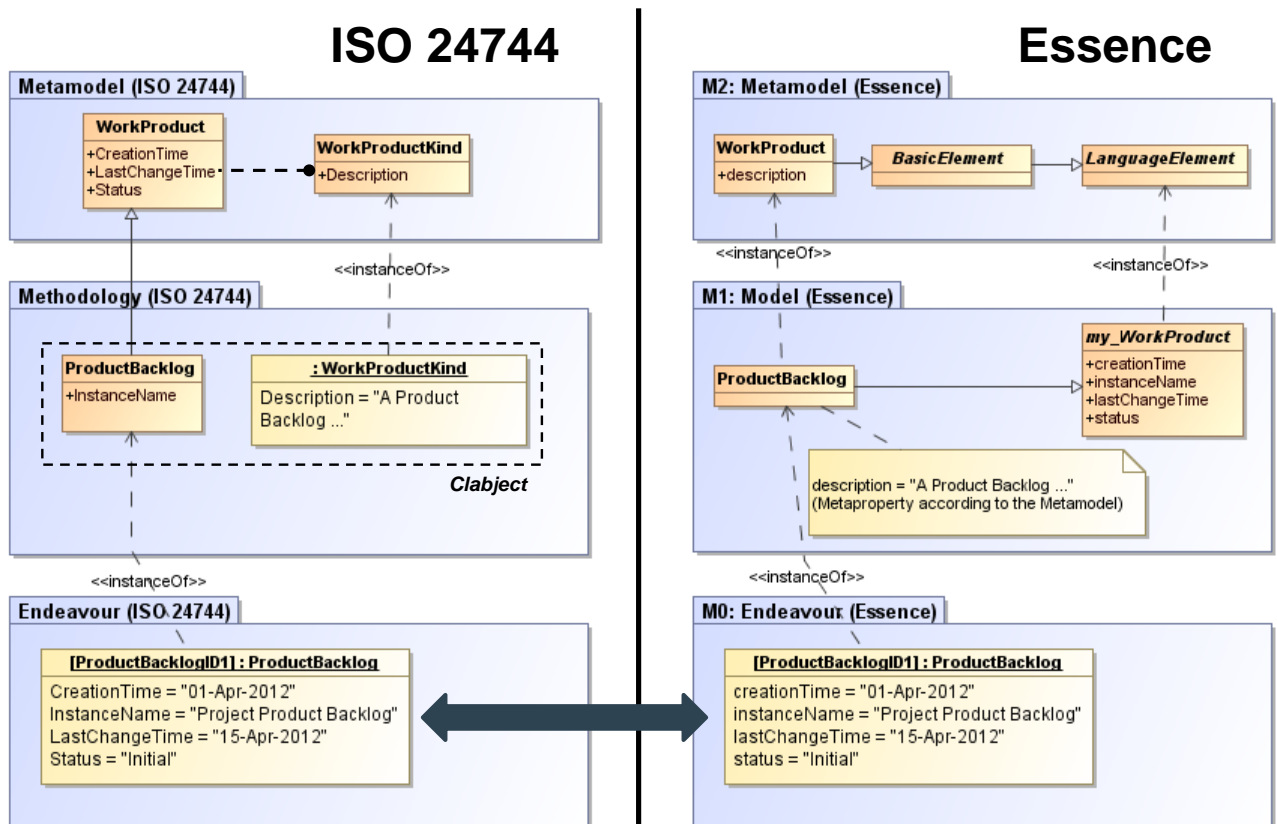 ISO 24744
Metamodel (ISO 24744)
WorkProduct
+CreationTime
+LastChangeTime
+Status
WorkProductKind
+Description
<<instanceOf>>
Methodology (ISO 24744)
ProductBacklog
+InstanceName
: WorkProductKind
Description = "A Product
Backlog ..."
Clabject
<<instanceOf>>
Endeavour (ISO 24744)
[ProductBacklogID1] : ProductBacklog
CreationTime = "01-Apr-2012"
InstanceName = "Project Product Backlog"
LastChangeTime = "15-Apr-2012"
Status = "Initial"
Essence
M2: Metamodel (Essence)
WorkProduct
+description
BasicElement
LanguageElement
<<instanceOf>>
<<instanceOf>>
M1: Model (Essence)
ProductBacklog
my_WorkProduct
+creationTime
+instanceName
+lastChangeTime
+status
description = "A Product Backlog ..."
(Metaproperty according to the Metamodel)
<<instanceOf>>
M0: Endeavour (Essence)
[ProductBacklogID1] : ProductBacklog
creationTime = "01-Apr-2012"
instanceName = "Project Product Backlog"
lastChangeTime = "15-Apr-2012"
status = "Initial"